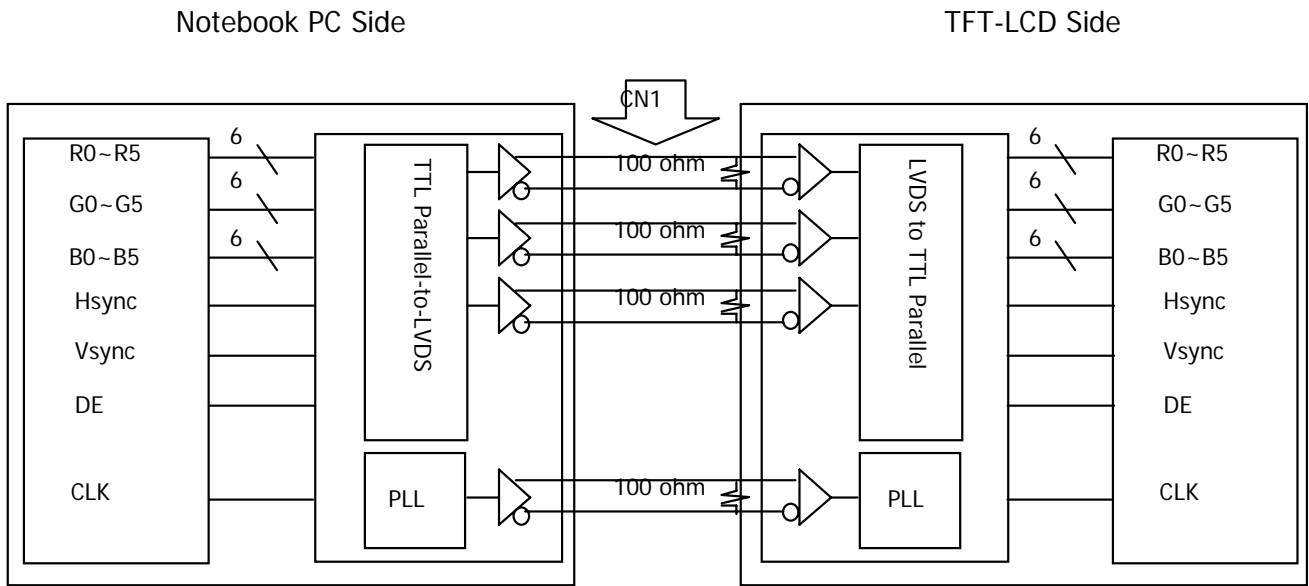 Notebook PC Side
TFT-LCD Side
CN1
R0~R5
6
G0~G5
6
B0~B5
6
Hsync
Vsync
DE
CLK
TTL Parallel-to-LVDS
PLL
100 ohm
100 ohm
100 ohm
100 ohm
LVDS to TTL Parallel
PLL
6
R0~R5
6
G0~G5
6
B0~B5
Hsync
Vsync
DE
CLK